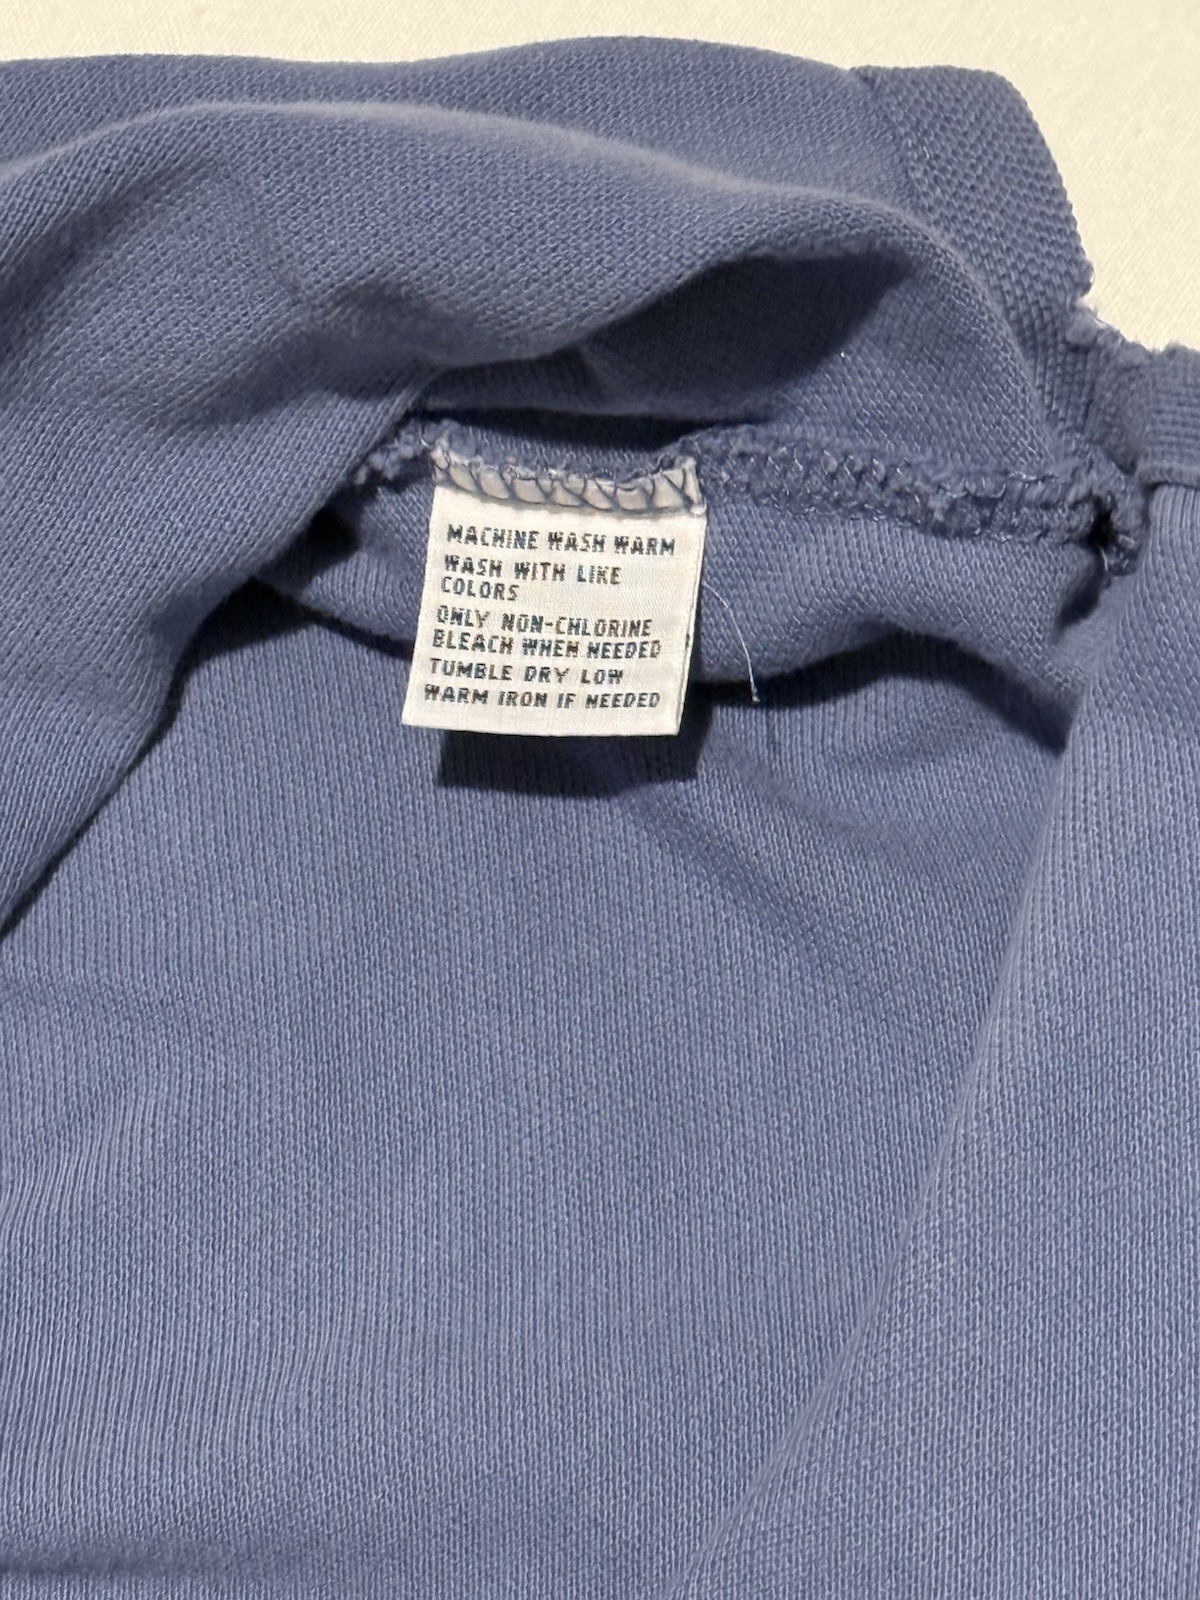 MACHINE WASH WARM
WASH WITH LIKE
COLORS
ONLY NON-CHLORINE
BLEACH WHEN NEEDED
TUMBLE DRY LOW
WARM IRON IF NEEDED